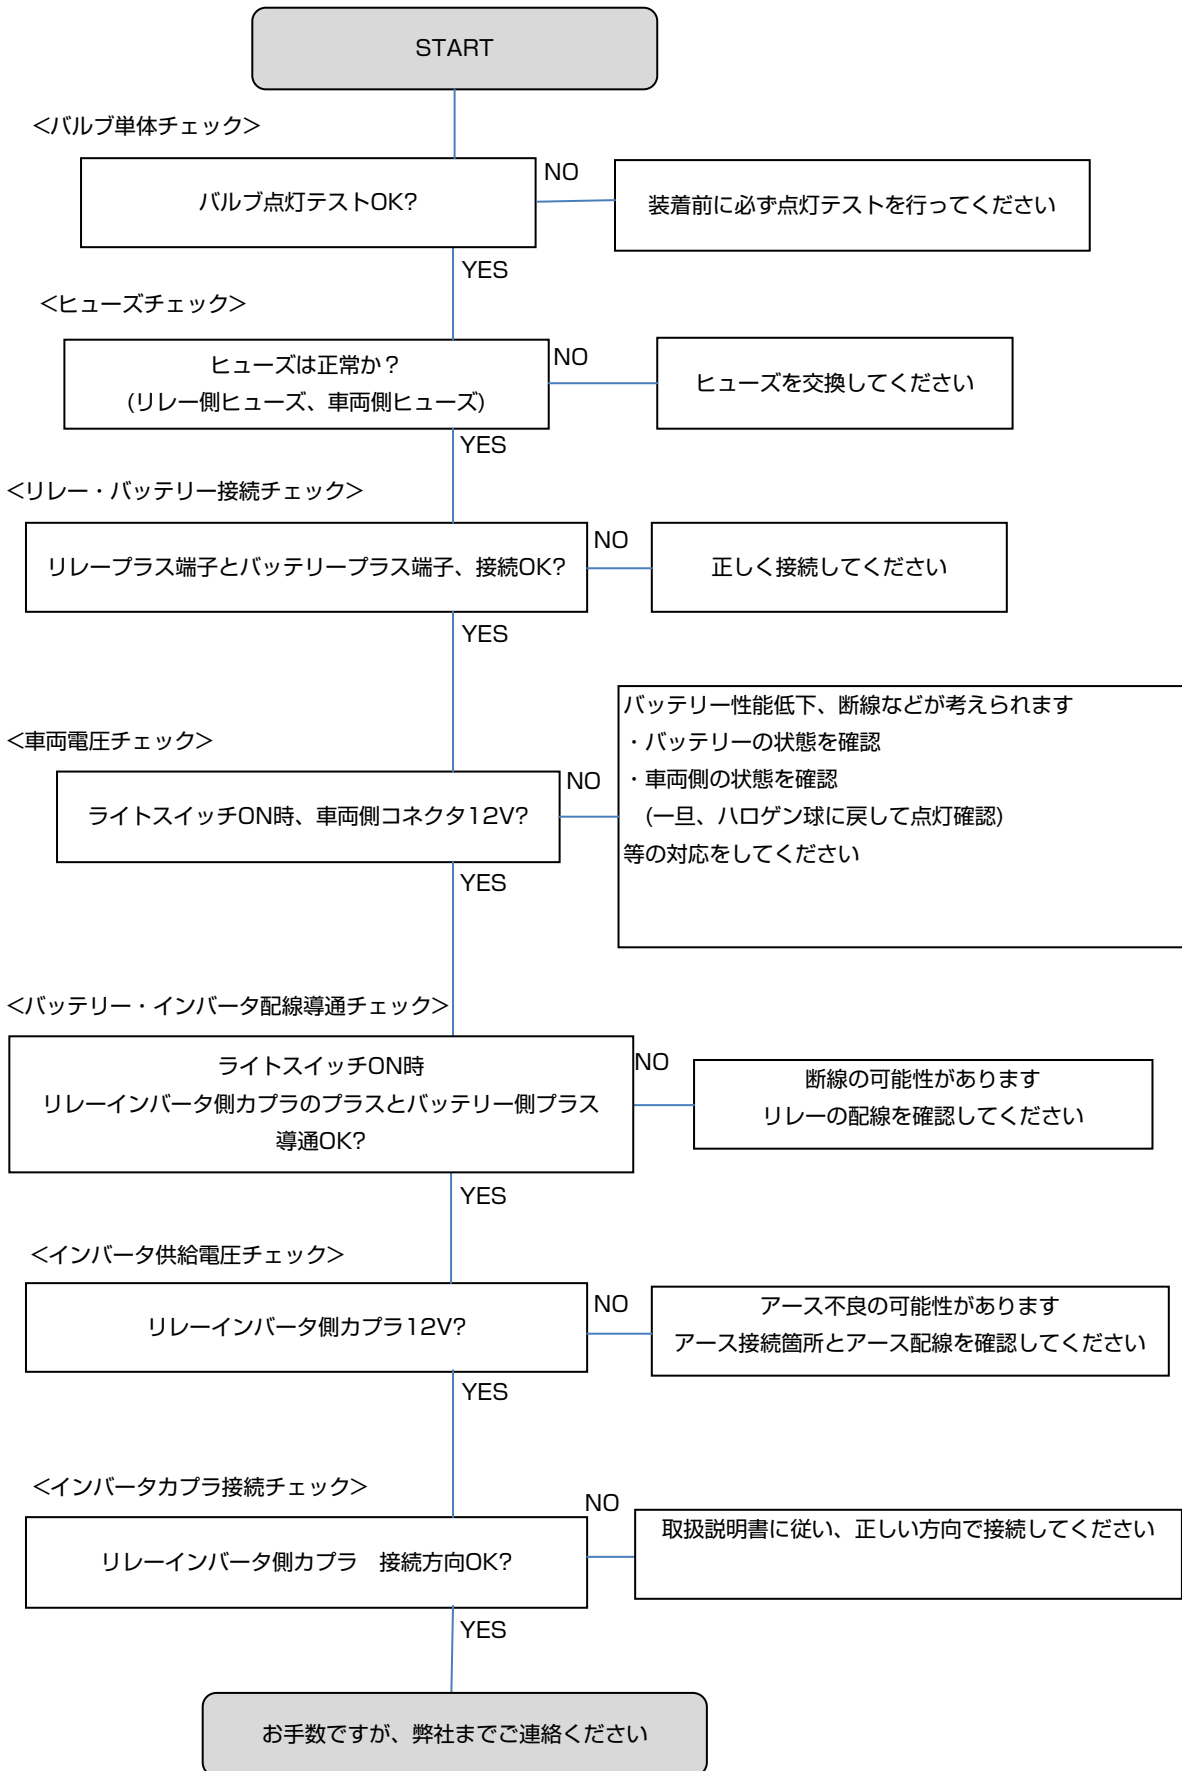 START
<バルブ単体チェック>
バルブ点灯テストOK?
NO
装着前に必ず点灯テストを行ってください
YES
<ヒューズチェック>
ヒューズは正常か？
(リレー側ヒューズ、車両側ヒューズ)
NO
ヒューズを交換してください
YES
<リレー・バッテリー接続チェック>
リレープラス端子とバッテリープラス端子、接続OK?
NO
正しく接続してください
YES
<車両電圧チェック>
ライトスイッチON時、車両側コネクタ12V?
NO
バッテリー性能低下、断線などが考えられます
・バッテリーの状態を確認
・車両側の状態を確認
(一旦、ハロゲン球に戻して点灯確認)
等の対応をしてください
YES
<バッテリー・インバータ配線導通チェック>
ライトスイッチON時
リレーインバータ側カプラのプラスとバッテリー側プラス
導通OK?
NO
断線の可能性があります
リレーの配線を確認してください
YES
<インバータ供給電圧チェック>
リレーインバータ側カプラ12V?
NO
アース不良の可能性があります
アース接続箇所とアース配線を確認してください
YES
<インバータカプラ接続チェック>
リレーインバータ側カプラ　接続方向OK?
NO
取扱説明書に従い、正しい方向で接続してください
YES
お手数ですが、弊社までご連絡ください